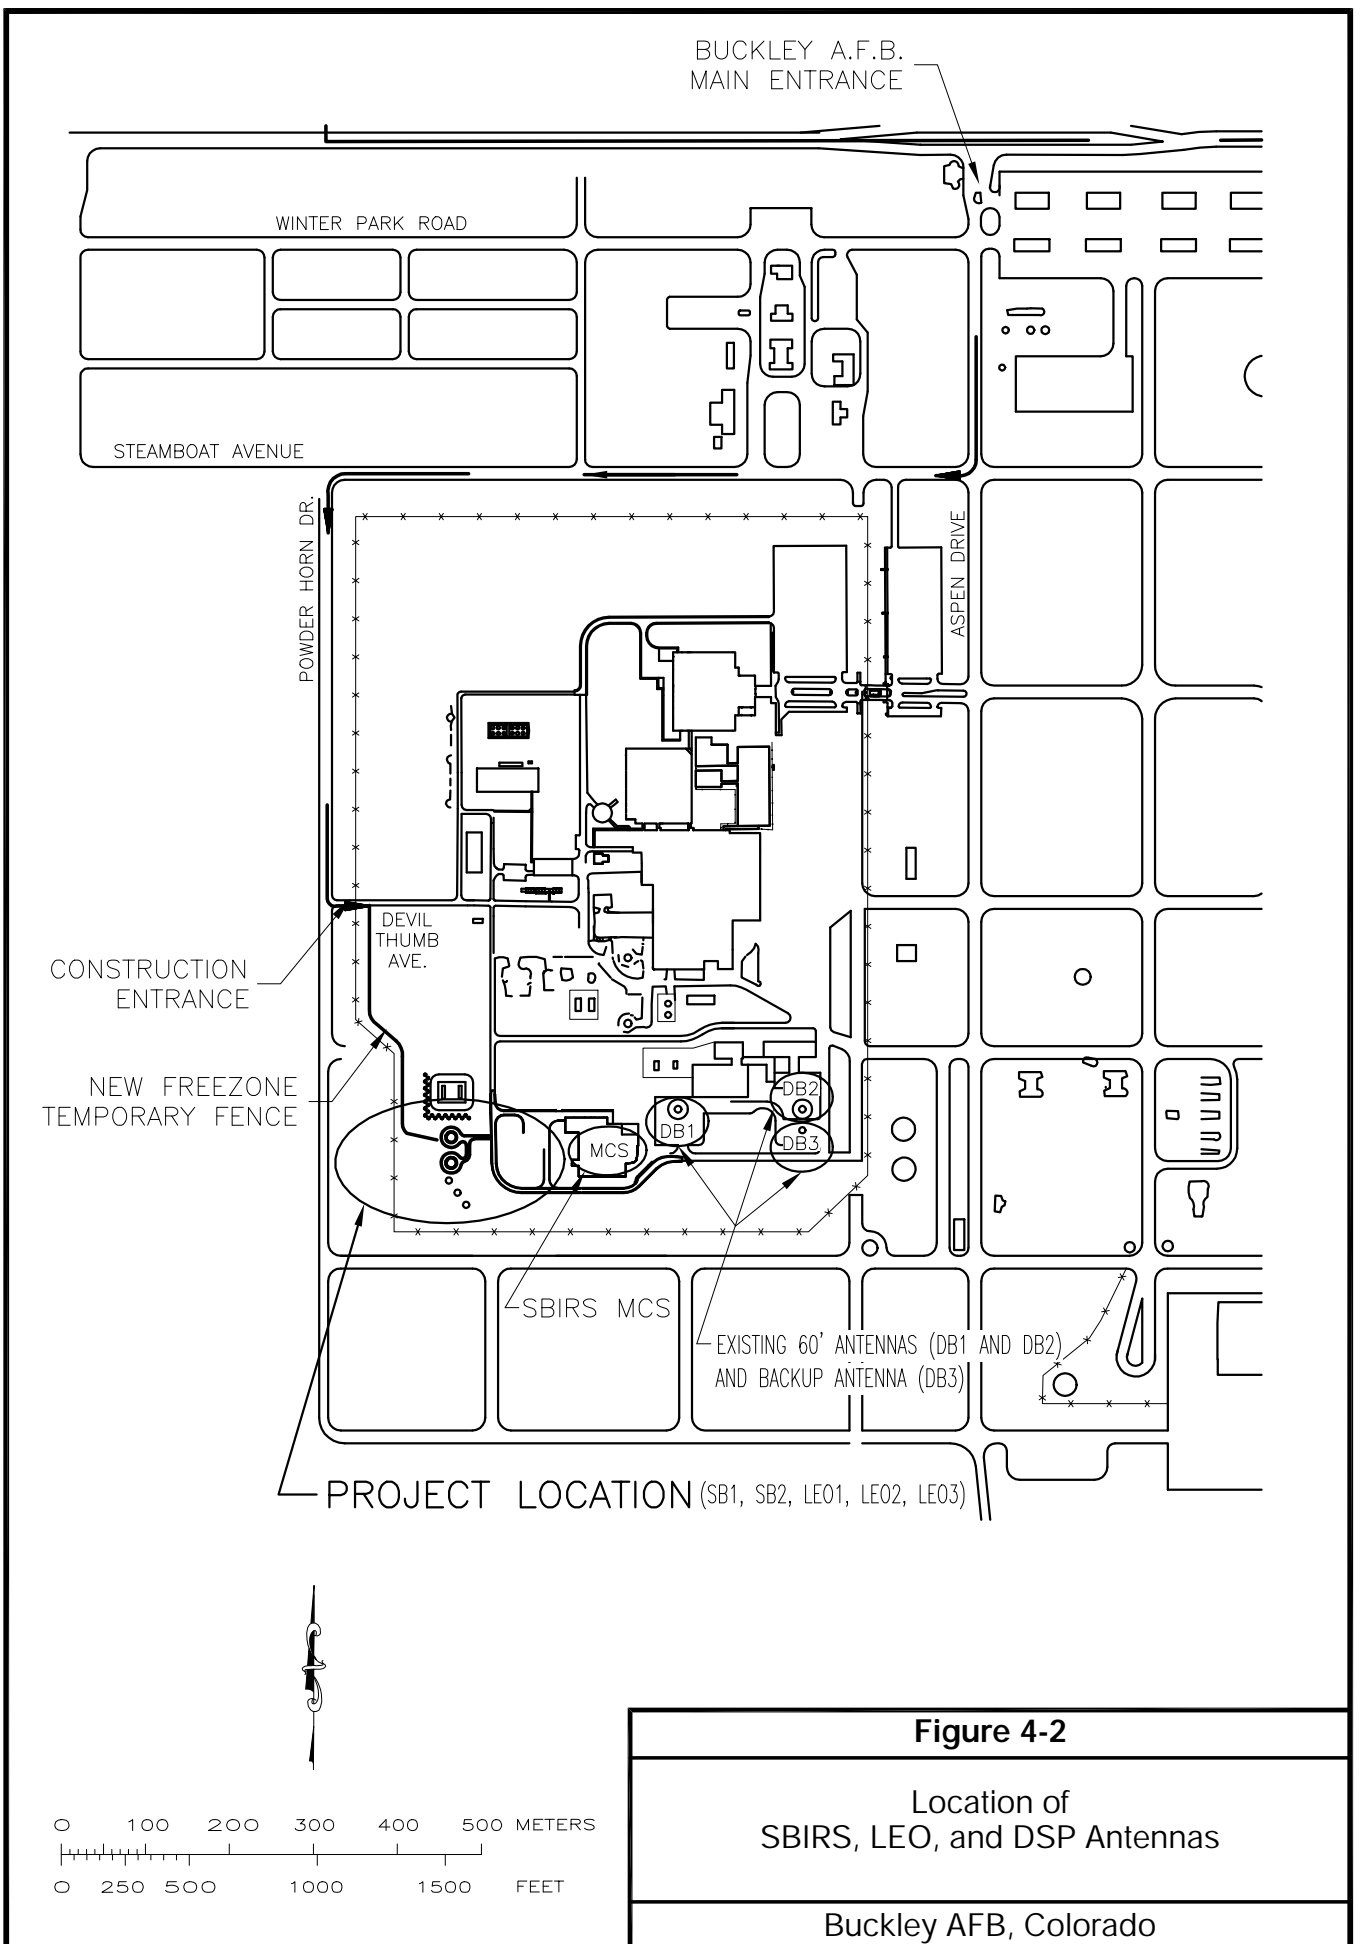 BUCKLEY A.F.B.
MAIN ENTRANCE
WINTER PARK ROAD
STEAMBOAT AVENUE
POWDER HORN DR.
ASPEN DRIVE
DEVIL
THUMB
AVE.
CONSTRUCTION
ENTRANCE
NEW FREEZONE
TEMPORARY FENCE
DB2
DB1
DB3
MCS
SBIRS MCS
EXISTING 60' ANTENNAS (DB1 AND DB2)
AND BACKUP ANTENNA (DB3)
PROJECT LOCATION (SB1, SB2, LEO1, LEO2, LEO3)
0 100 200 300 400 500 METERS
0 250 500 1000 1500 FEET
Figure 4-2
Location of
SBIRS, LEO, and DSP Antennas
Buckley AFB, Colorado